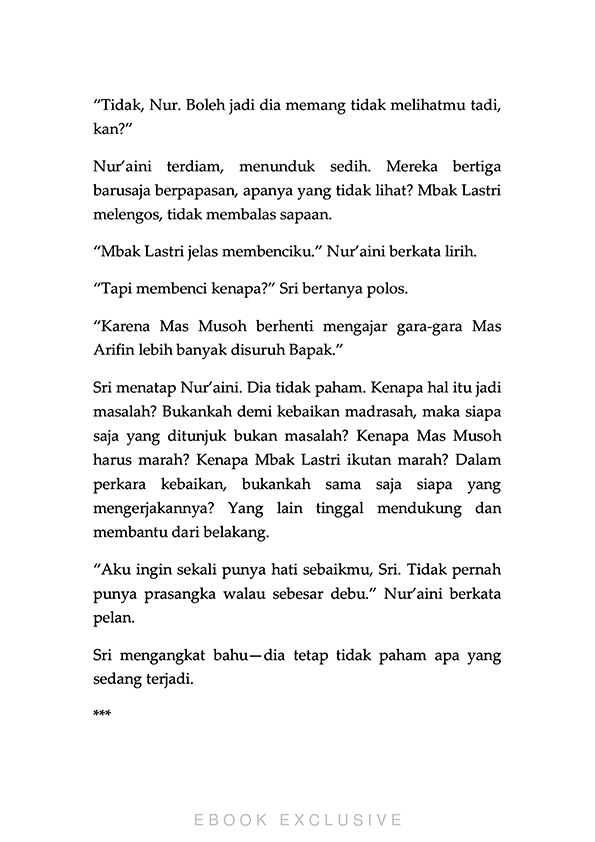 “Tidak, Nur. Boleh jadi dia memang tidak melihatmu tadi,
kan?”
Nur’aini terdiam, menunduk sedih. Mereka bertiga
barusaja berpapasan, apanya yang tidak lihat? Mbak Lastri
melengos, tidak membalas sapaan.
“Mbak Lastri jelas membenciku.” Nur’aini berkata lirih.
“Tapi membenci kenapa?” Sri bertanya polos.
“Karena Mas Musoh berhenti mengajar gara-gara Mas
Arifin lebih banyak disuruh Bapak.”
Sri menatap Nur’aini. Dia tidak paham. Kenapa hal itu jadi
masalah? Bukankah demi kebaikan madrasah, maka siapa
saja yang ditunjuk bukan masalah? Kenapa Mas Musoh
harus marah? Kenapa Mbak Lastri ikutan marah? Dalam
perkara kebaikan, bukankah sama saja siapa yang
mengerjakannya? Yang lain tinggal mendukung dan
membantu dari belakang.
“Aku ingin sekali punya hati sebaikmu, Sri. Tidak pernah
punya prasangka walau sebesar debu.” Nur’aini berkata
pelan.
Sri mengangkat bahu—dia tetap tidak paham apa yang
sedang terjadi.
***
EBOOK EXCLUSIVE